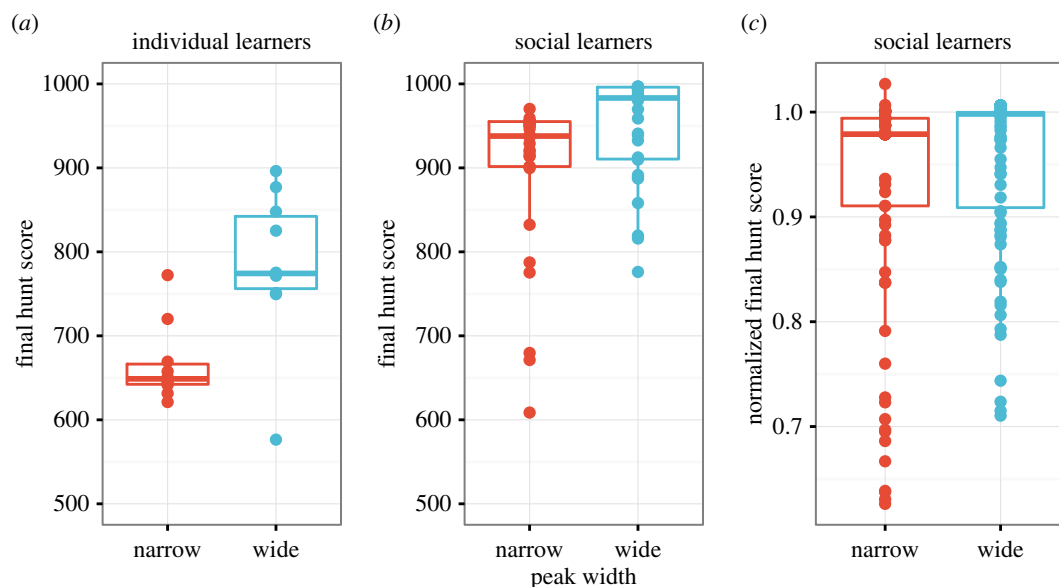 (a)
individual learners
final hunt score
1000
900
800
700
600
500
narrow wide
(b)
social learners
final hunt score
1000
900
800
700
600
500
narrow wide
peak width
(c)
social learners
normalized final hunt score
1.0
0.9
0.8
0.7
narrow wide